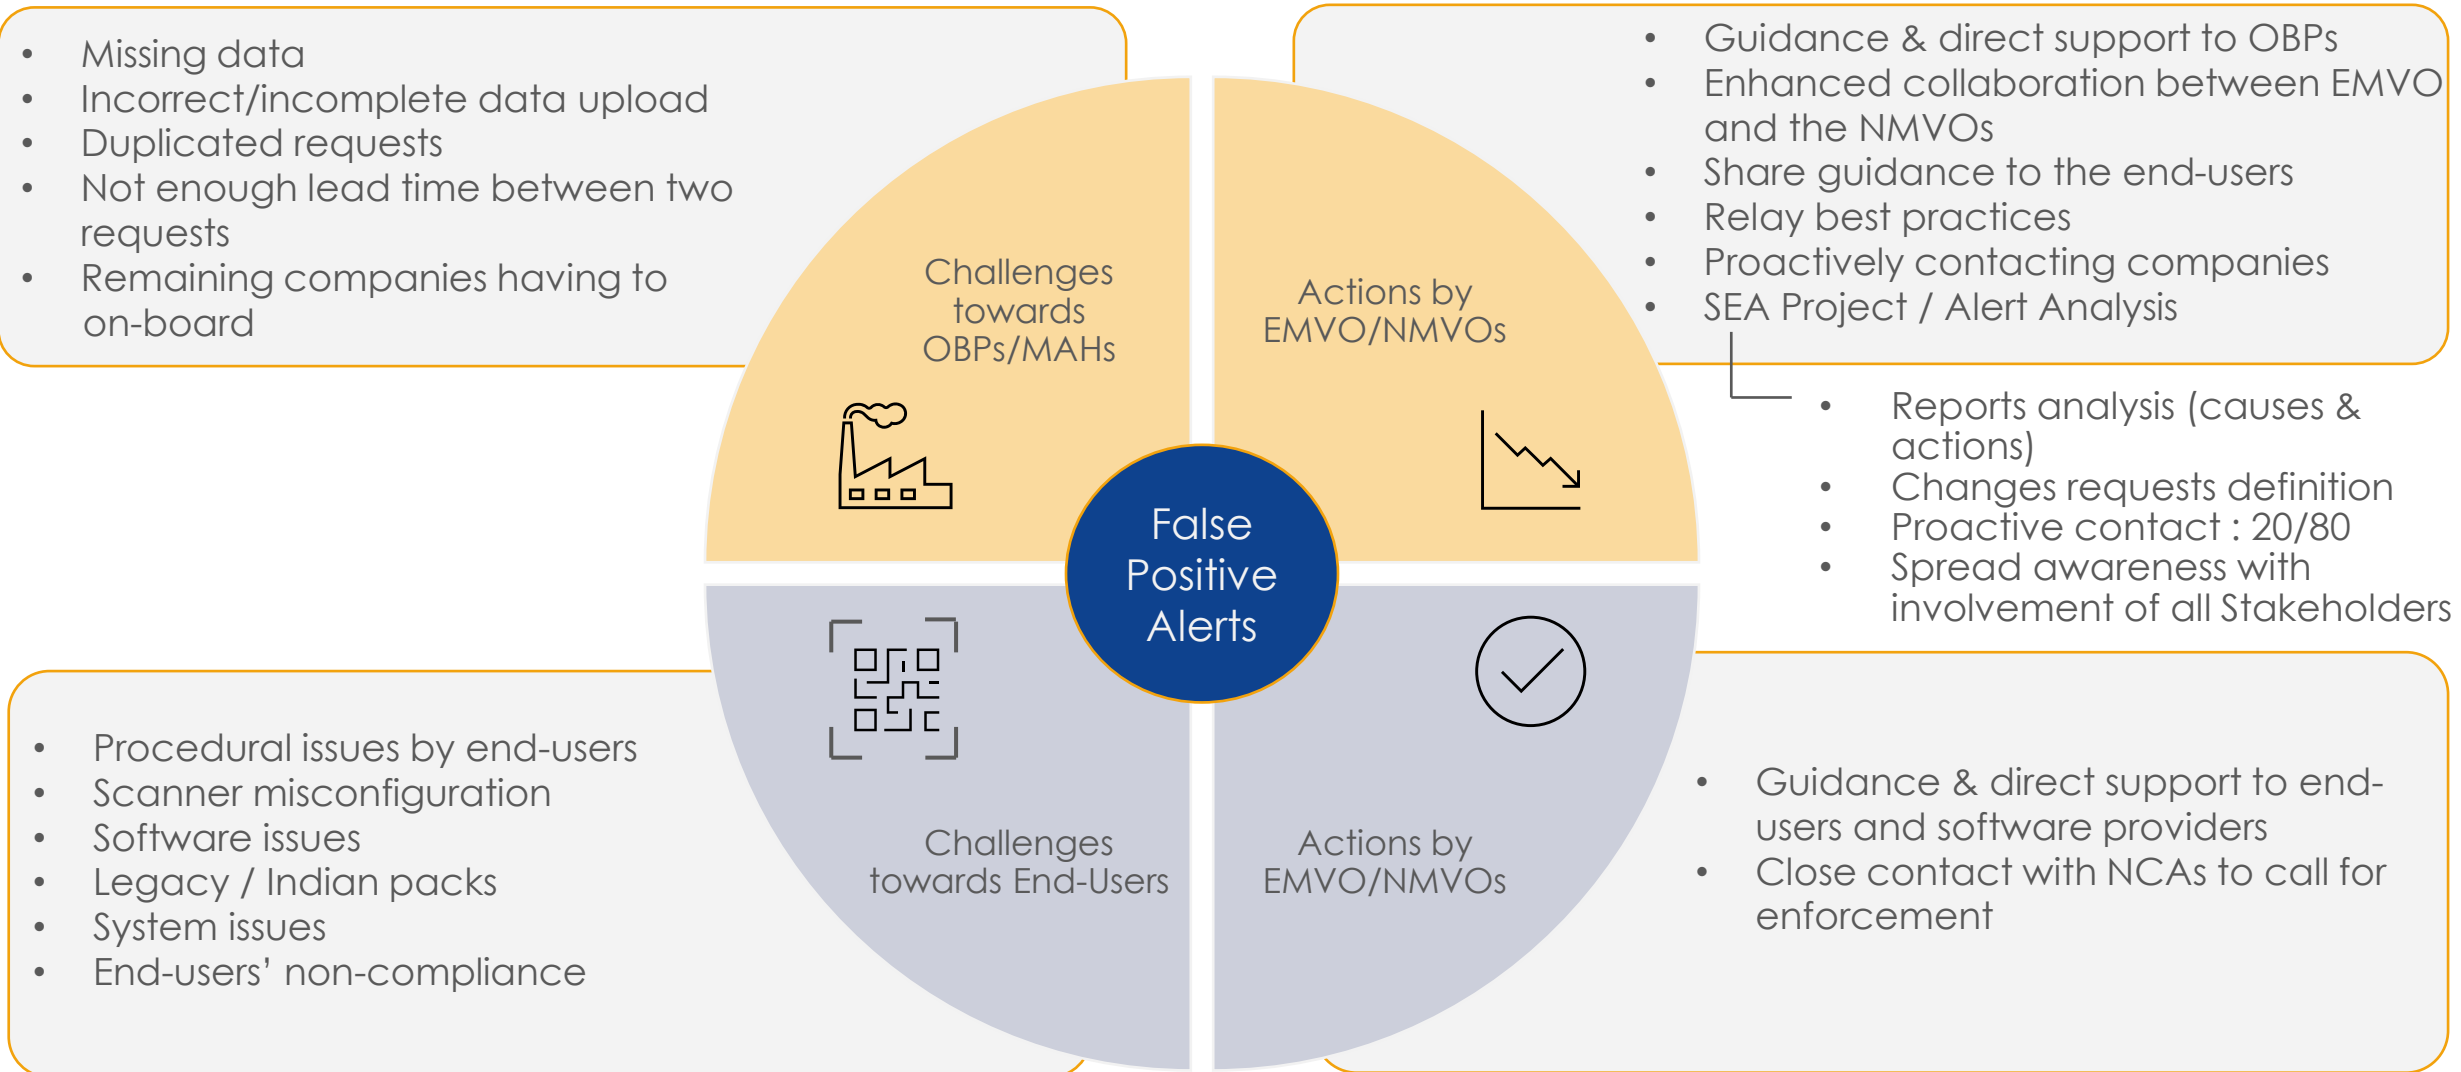 • Missing data
• Incorrect/incomplete data upload
• Duplicated requests
• Not enough lead time between two
requests
• Remaining companies having to
on-board
Challenges
towards
OBPs/MAHs
Actions by
EMVO/NMVOs
• Guidance & direct support to OBPs
• Enhanced collaboration between EMVO
and the NMVOs
• Share guidance to the end-users
• Relay best practices
• Proactively contacting companies
• SEA Project / Alert Analysis
• Reports analysis (causes &
actions)
• Changes requests definition
• Proactive contact : 20/80
• Spread awareness with
involvement of all Stakeholders
False
Positive
Alerts
• Procedural issues by end-users
• Scanner misconfiguration
• Software issues
• Legacy / Indian packs
• System issues
• End-users’ non-compliance
Challenges
towards End-Users
Actions by
EMVO/NMVOs
• Guidance & direct support to end-
users and software providers
• Close contact with NCAs to call for
enforcement